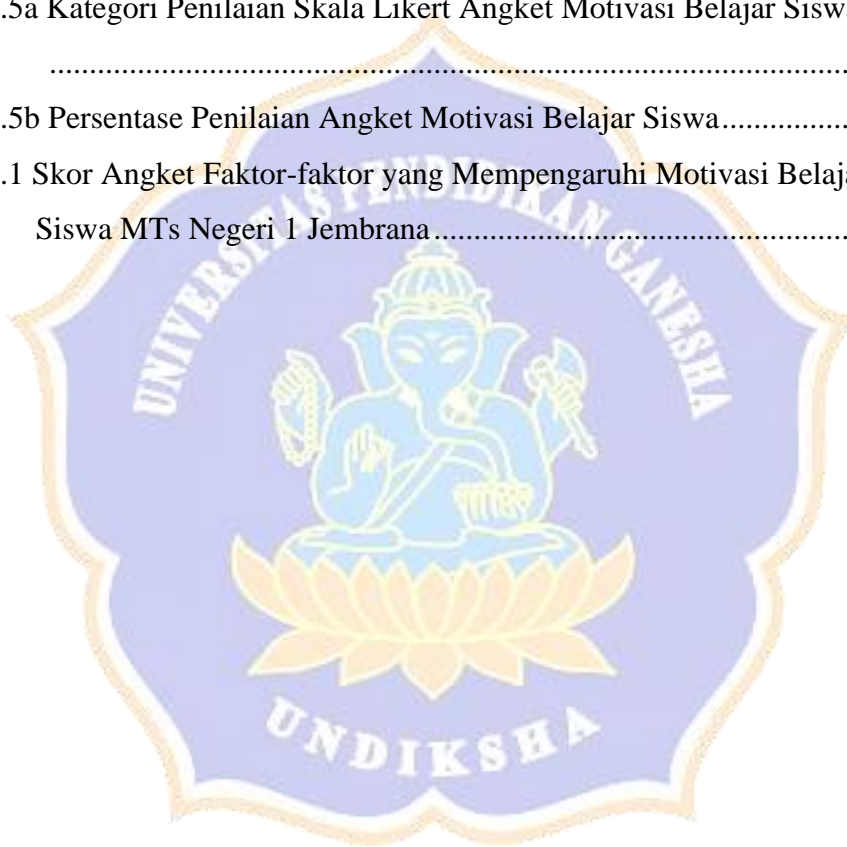 .5a Kategori Penilaian Skala Likert Angket Motivasi Belajar Siswa
..........................................................................................................
.5b Persentase Penilaian Angket Motivasi Belajar Siswa................
.1 Skor Angket Faktor-faktor yang Mempengaruhi Motivasi Belaja
Siswa MTs Negeri 1 Jembrana....................................................
UNIVERSITAS PENDIDIKAN GANESHA
UNDIKSHA